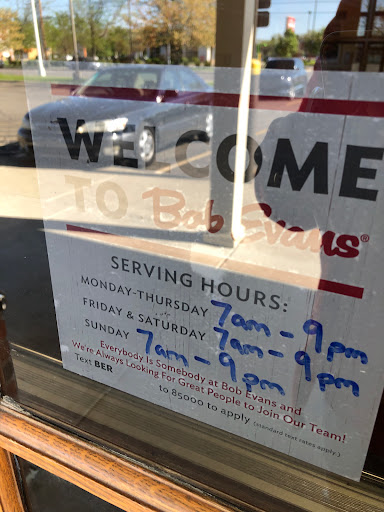 WELCOME
TO Bob Evans®
SERVING HOURS:
MONDAY-THURSDAY 7am - 9pm
FRIDAY & SATURDAY 7am - 9pm
SUNDAY 7am - 9pm
Everybody Is Somebody at Bob Evans and
We're Always Looking For Great People to Join Our Team!
Text BER
to 85000 to apply (Standard text rates apply.)